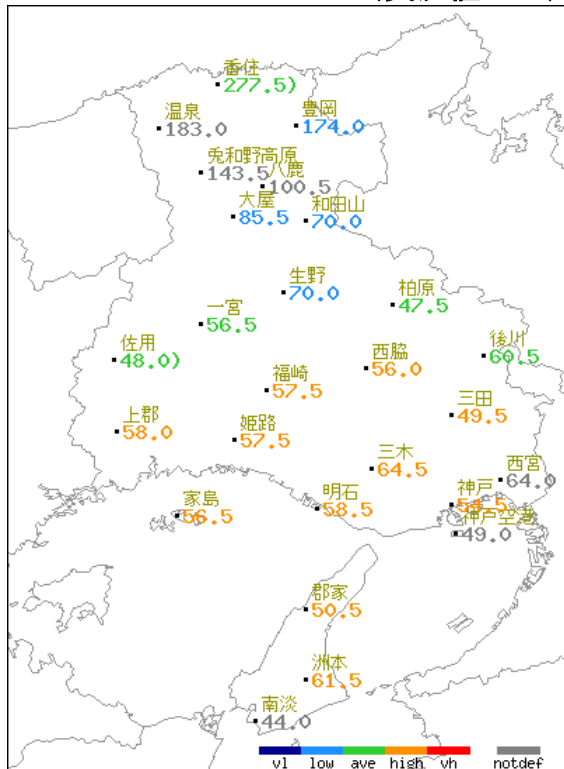 香住
277.5)
温泉
183.0
豊岡
174.0
兎和野高原
143.5
八鹿
100.5
大屋
85.5
和田山
70.0
生野
70.0
柏原
47.5
一宮
56.5
佐用
48.0)
後川
60.5
西脇
56.0
福崎
57.5
三田
49.5
上郡
58.0
姫路
57.5
三木
64.5
西宮
64.0
家島
56.5
明石
58.5
神戸
54.5
神戸空港
49.0
郡家
50.5
洲本
61.5
南淡
44.0
vl low ave high vh notdef